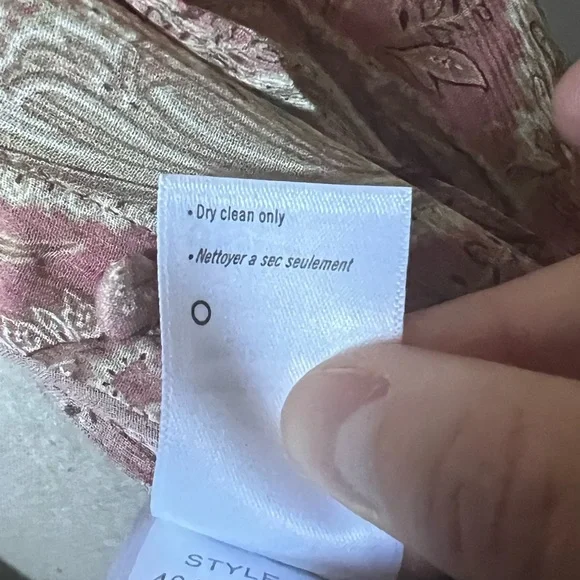 • Dry clean only
• Nettoyer a sec seulement
STYLE